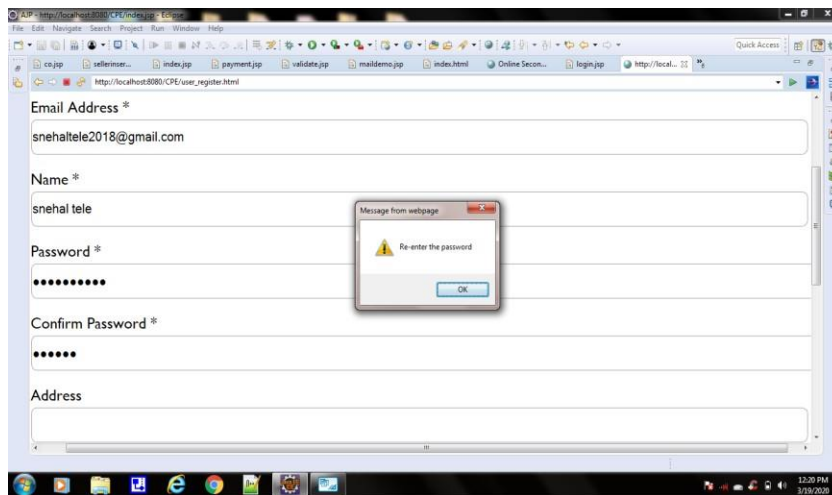 AJP - http://localhost:8080/CPE/index.jsp - Eclipse
File Edit Navigate Search Project Run Window Help
Quick Access
co.jsp sellerinser... index.jsp payment.jsp validate.jsp maildemo.jsp index.html Online Secon... login.jsp http://local...
http://localhost:8080/CPE/user_register.html
Email Address *
snehaltele2018@gmail.com
Name *
snehal tele
Message from webpage
Re-enter the password
OK
Password *
Confirm Password *
Address
12:20 PM
3/19/2020